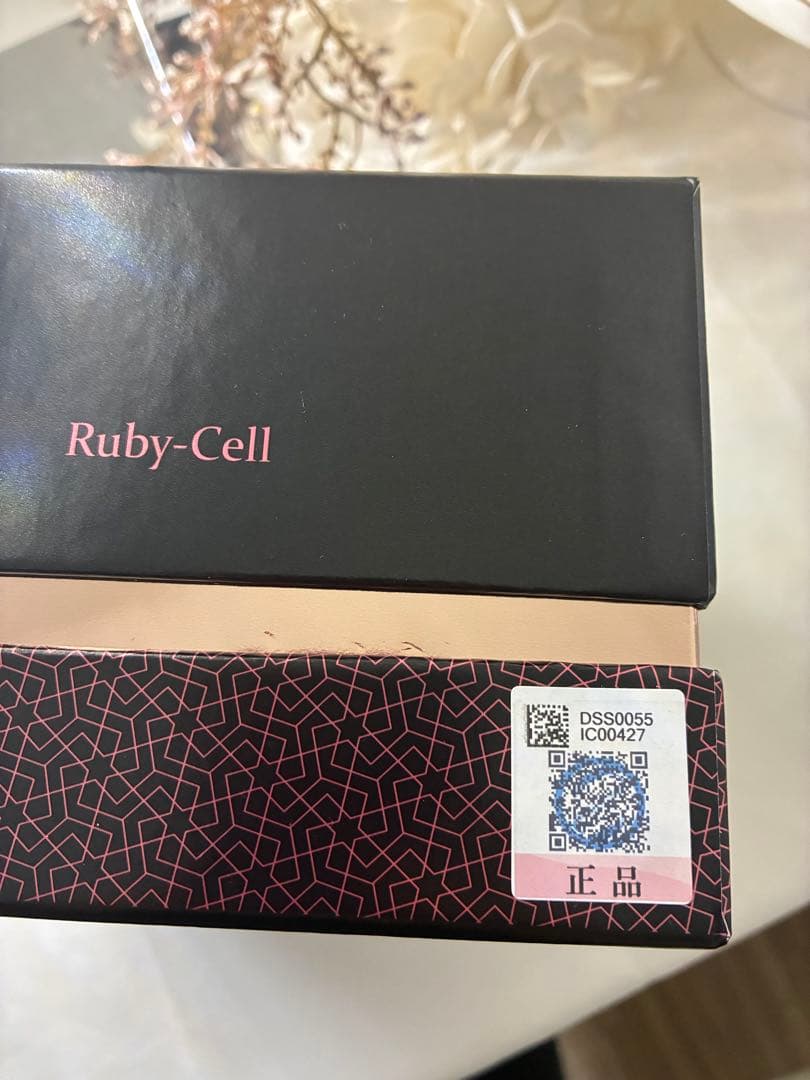 Ruby-Cell
DSS0055
IC00427
正品